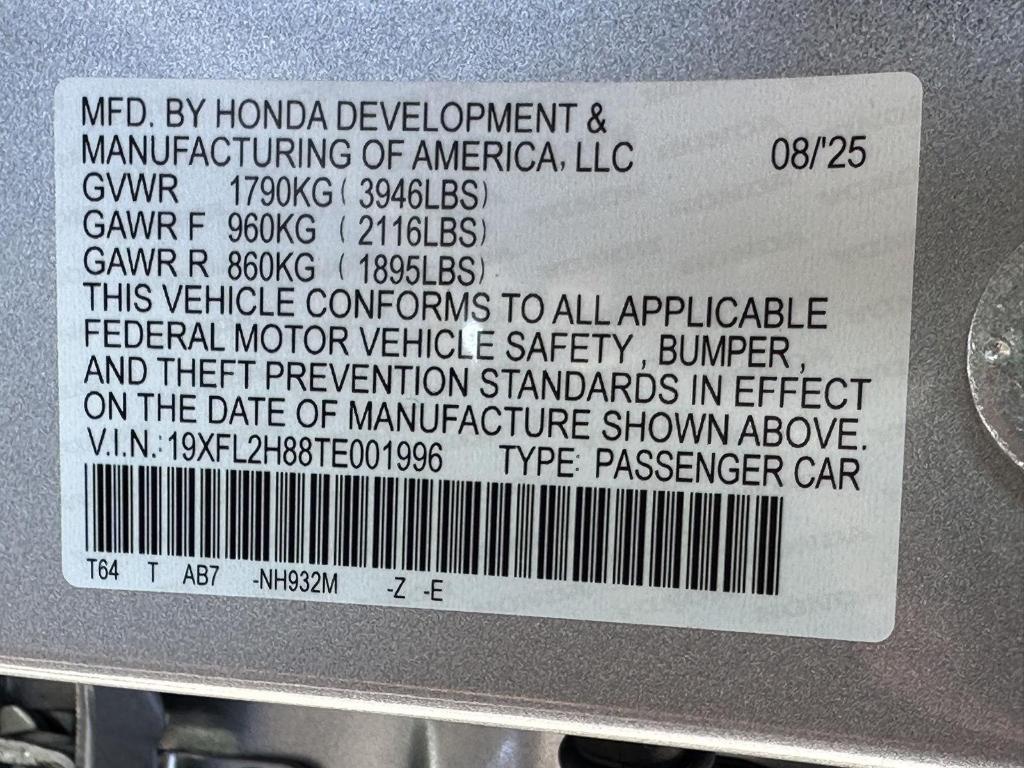 MFD. BY HONDA DEVELOPMENT &
MANUFACTURING OF AMERICA, LLC 08/'25
GVWR 1790KG ( 3946LBS)
GAWR F 960KG ( 2116LBS)
GAWR R 860KG ( 1895LBS)
THIS VEHICLE CONFORMS TO ALL APPLICABLE
FEDERAL MOTOR VEHICLE SAFETY , BUMPER ,
AND THEFT PREVENTION STANDARDS IN EFFECT
ON THE DATE OF MANUFACTURE SHOWN ABOVE.
V.I.N.: 19XFL2H88TE001996 TYPE: PASSENGER CAR
T64 T AB7 -NH932M -Z -E